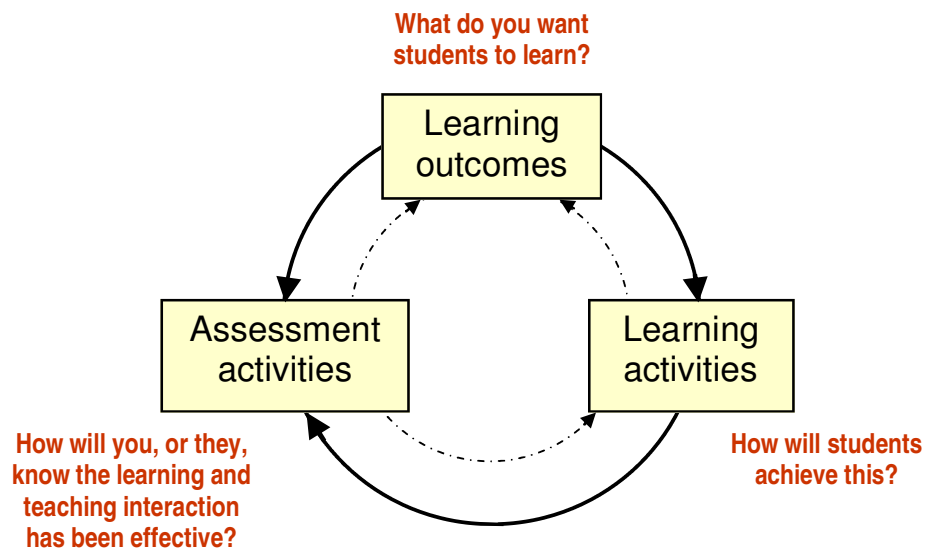 What do you want
students to learn?
Learning
outcomes
Assessment
activities
Learning
activities
How will you, or they,
know the learning and
teaching interaction
has been effective?
How will students
achieve this?